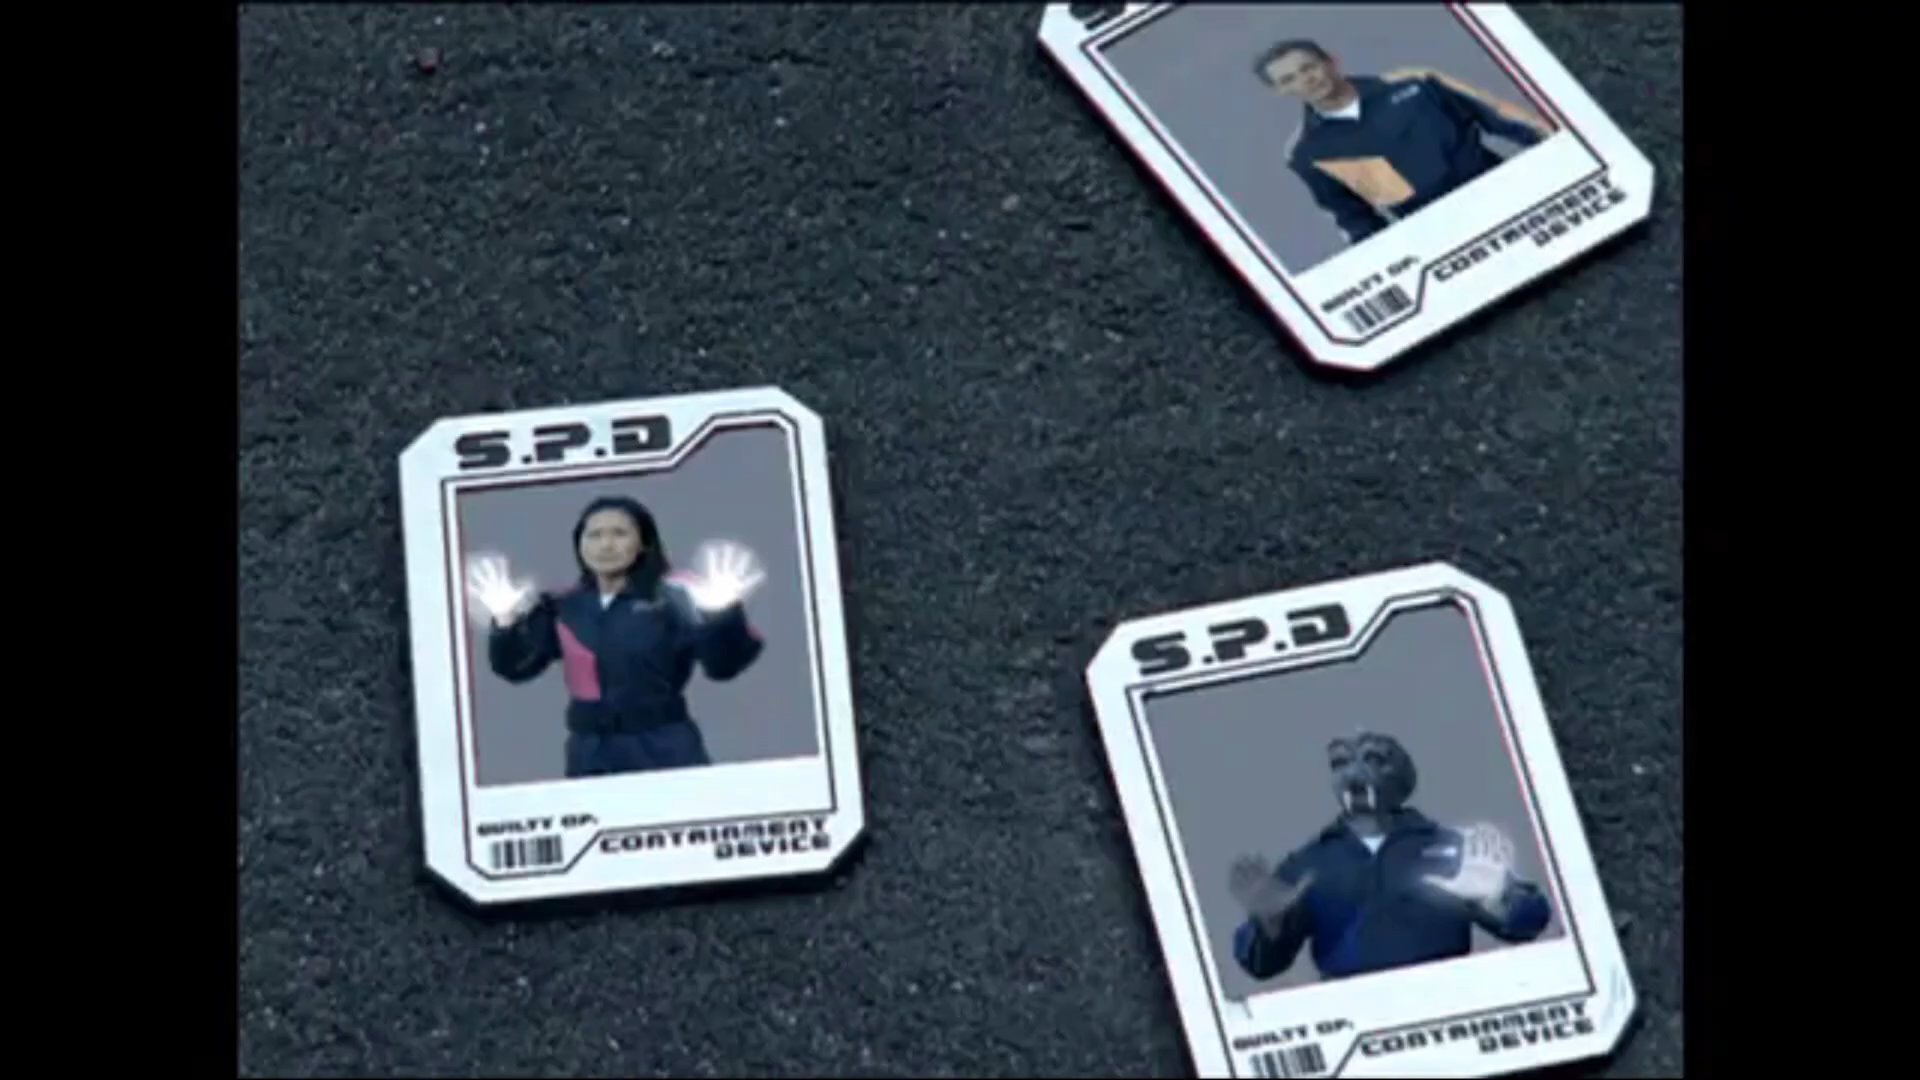 GUILTY OF:
CONTAINMENT
DEVICE
S.P.D
GUILTY OF:
CONTAINMENT
DEVICE
S.P.D
GUILTY OF:
CONTAINMENT
DEVICE